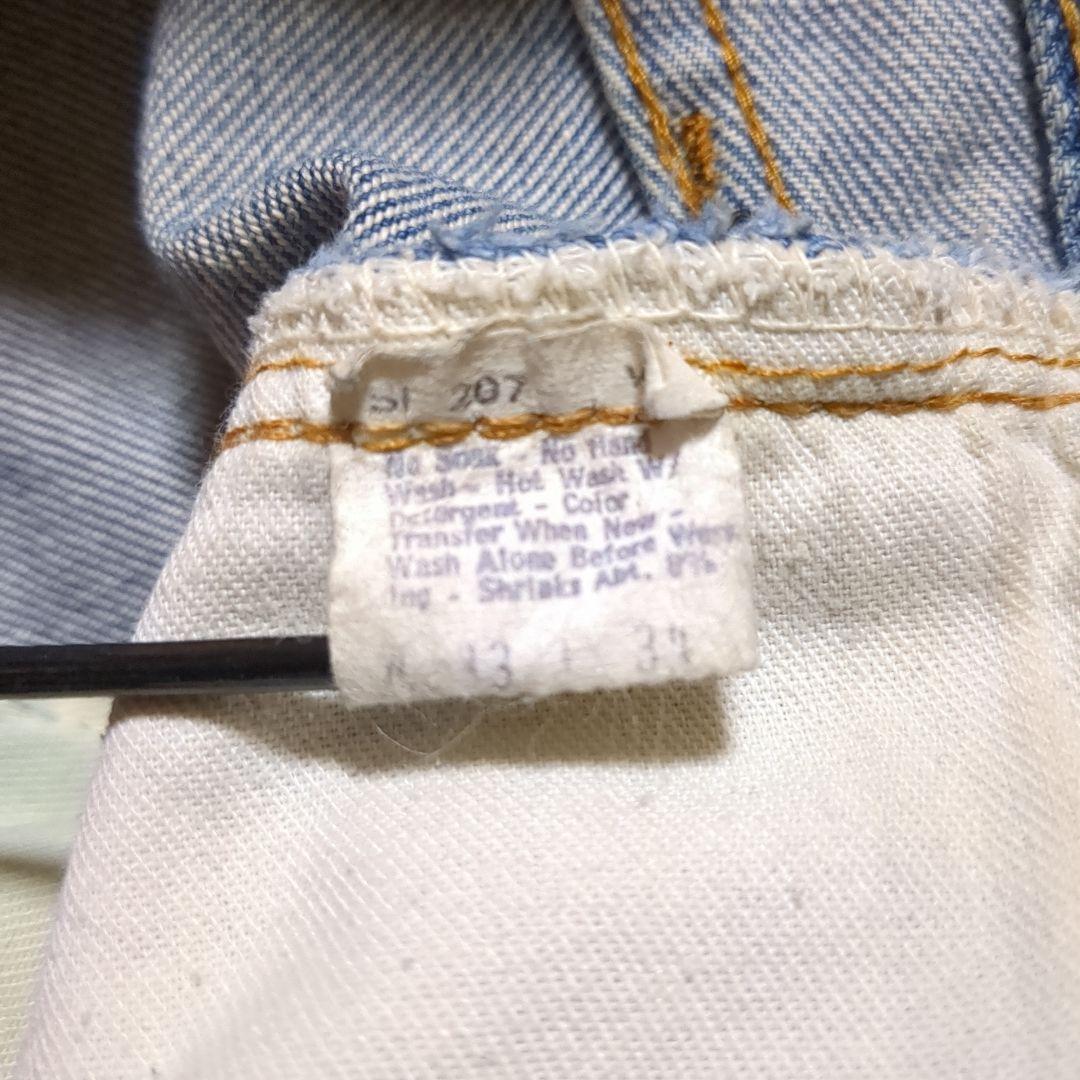 207
No Soak - No Hand
Wash - Hot Wash W/
Detergent - Color
Transfer When New -
Wash Alone Before Wear-
ing - Shrinks Abt. 8%
34